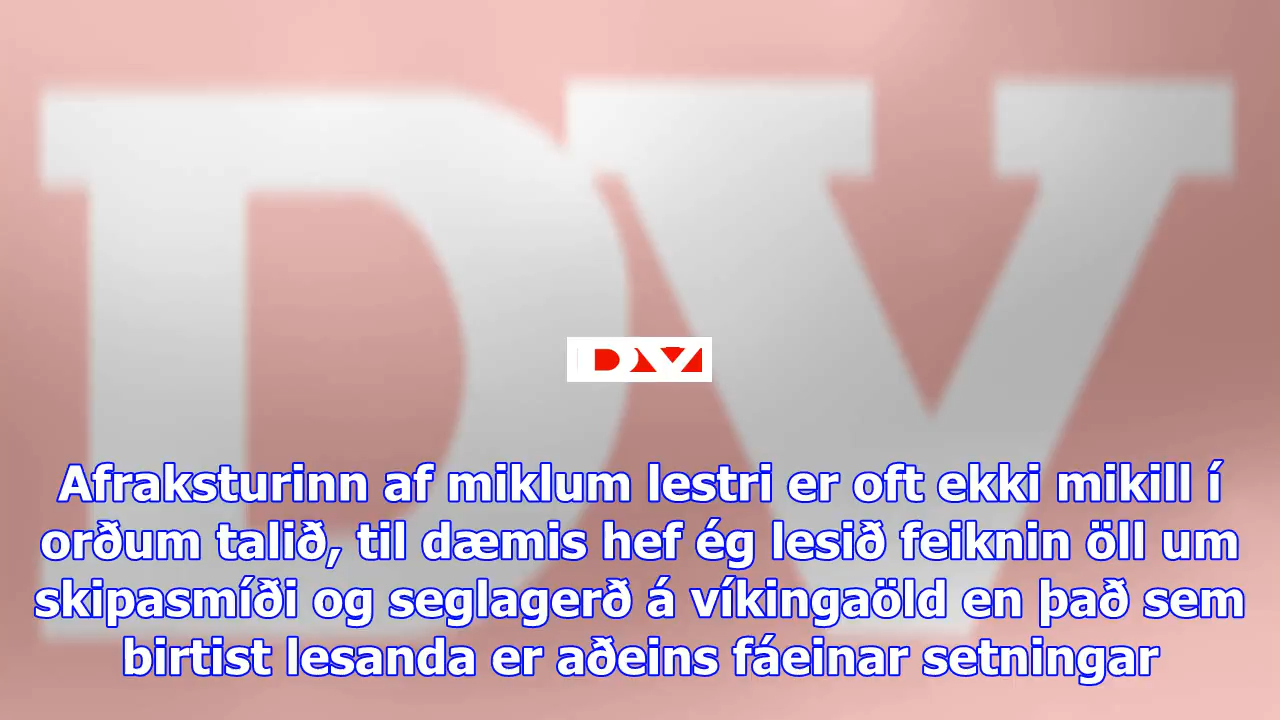 DV
DV
Afraksturinn af miklum lestri er oft ekki mikill í
orðum talið, til dæmis hef ég lesið feiknin öll um
skipasmíði og seglagerð á víkingaöld en það sem
birtist lesanda er aðeins fáeinar setningar